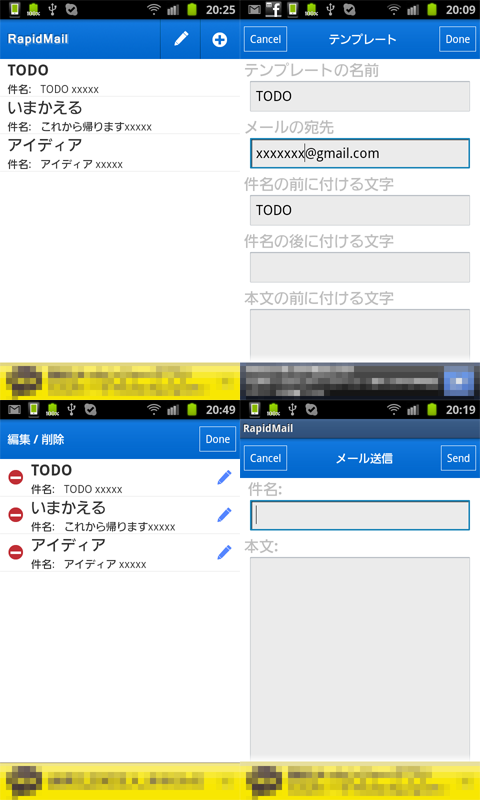 20:25
RapidMail
TODO
件名: TODO xxxxx
いまかえる
件名: これから帰りますxxxxx
アイディア
件名: アイディア xxxxx
20:09
Cancel テンプレート Done
テンプレートの名前
TODO
メールの宛先
xxxxxxx@gmail.com
件名の前に付ける文字
TODO
件名の後に付ける文字
本文の前に付ける文字
20:49
編集 / 削除 Done
TODO
件名: TODO xxxxx
いまかえる
件名: これから帰りますxxxxx
アイディア
件名: アイディア xxxxx
20:19
RapidMail
Cancel メール送信 Send
件名:
本文: